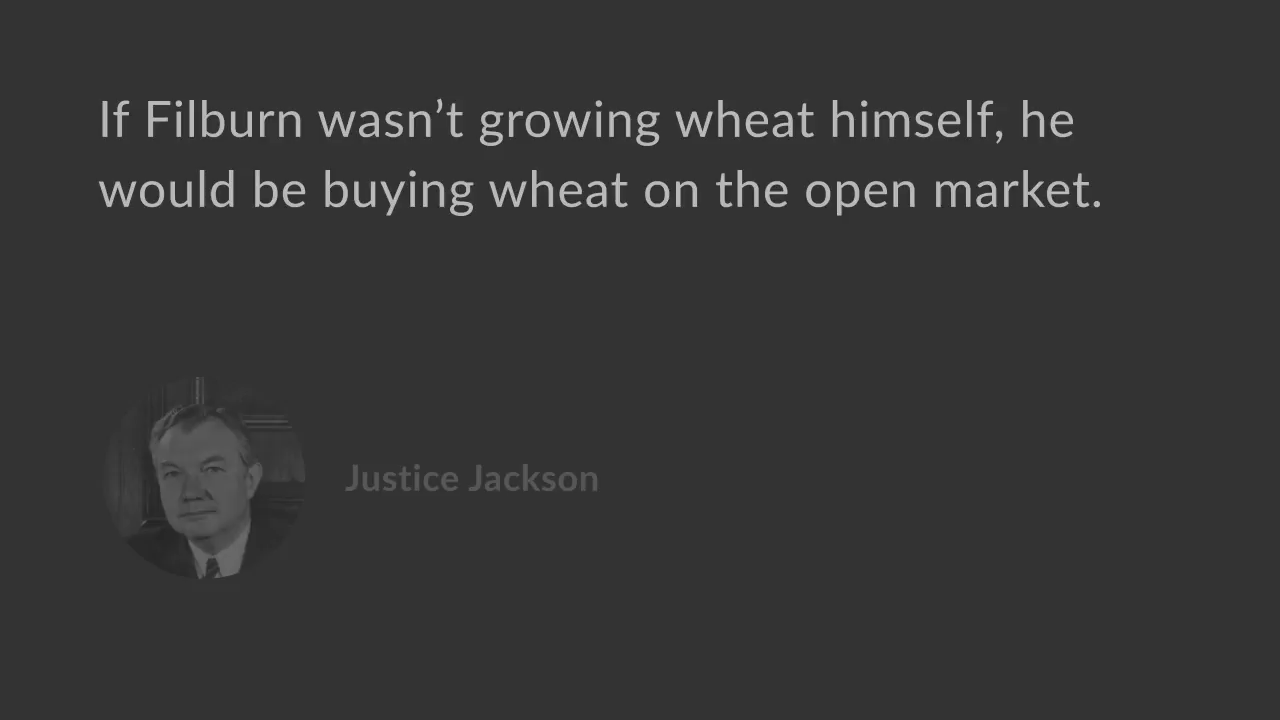 If Filburn wasn’t growing wheat himself, he
would be buying wheat on the open market.
Justice Jackson